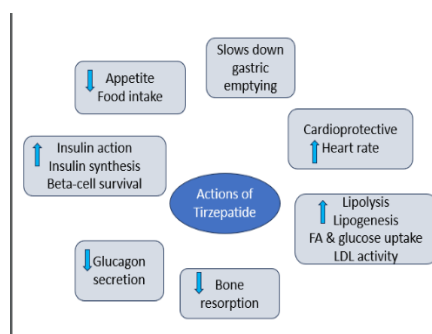 Slows down
gastric
emptying
Appetite
Food intake
Cardioprotective
Heart rate
Insulin action
Insulin synthesis
Beta-cell survival
Actions of
Tirzepatide
Lipolysis
Lipogenesis
FA & glucose uptake
LDL activity
Glucagon
secretion
Bone
resorption